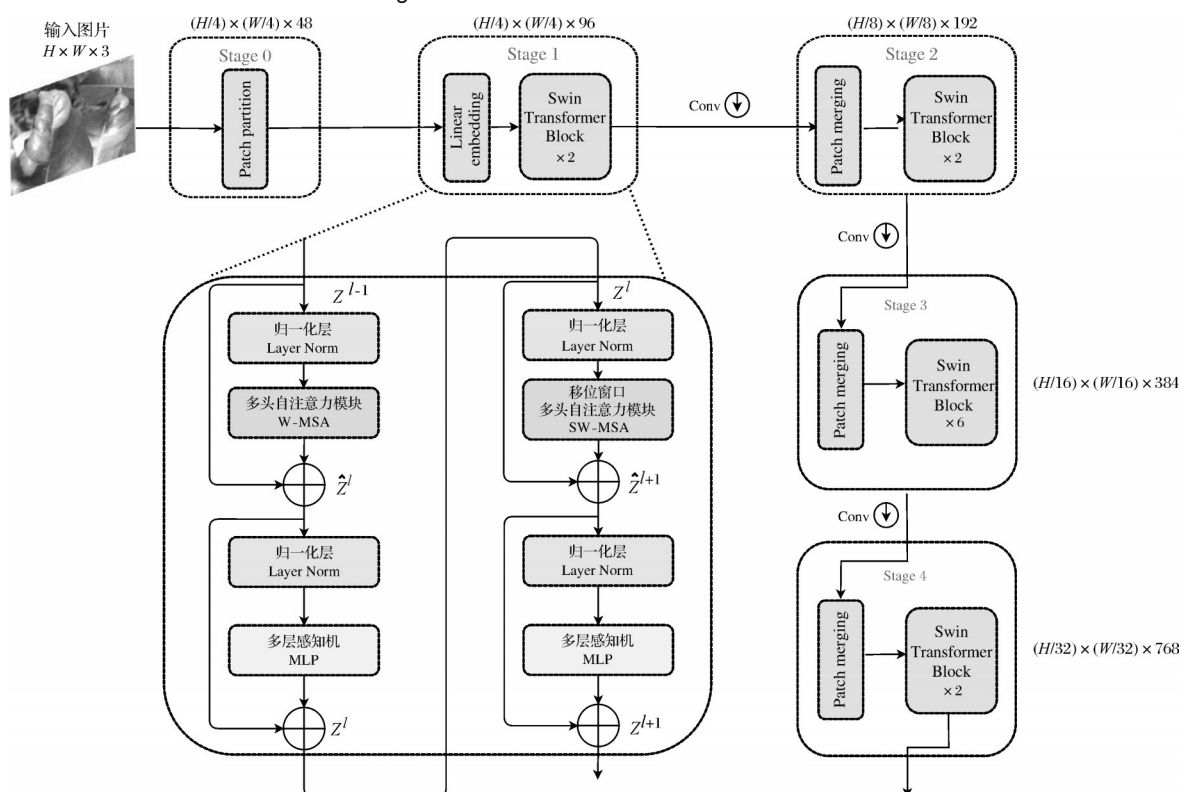 输入图片
H×W×3
(H/4)×(W/4)×48
Stage 0
Patch partition
(H/4)×(W/4)×96
Stage 1
Linear
embedding
Swin
Transformer
Block
×2
Conv
(H/8)×(W/8)×192
Stage 2
Patch merging
Swin
Transformer
Block
×2
Conv
Stage 3
Patch merging
Swin
Transformer
Block
×6
(H/16)×(W/16)×384
Conv
Stage 4
Patch merging
Swin
Transformer
Block
×2
(H/32)×(W/32)×768
Z^{l-1}
归一化层
Layer Norm
多头自注意力模块
W-MSA
Ẑ^l
归一化层
Layer Norm
多层感知机
MLP
Z^l
Z^l
归一化层
Layer Norm
移位窗口
多头自注意力模块
SW-MSA
Ẑ^{l+1}
归一化层
Layer Norm
多层感知机
MLP
Z^{l+1}